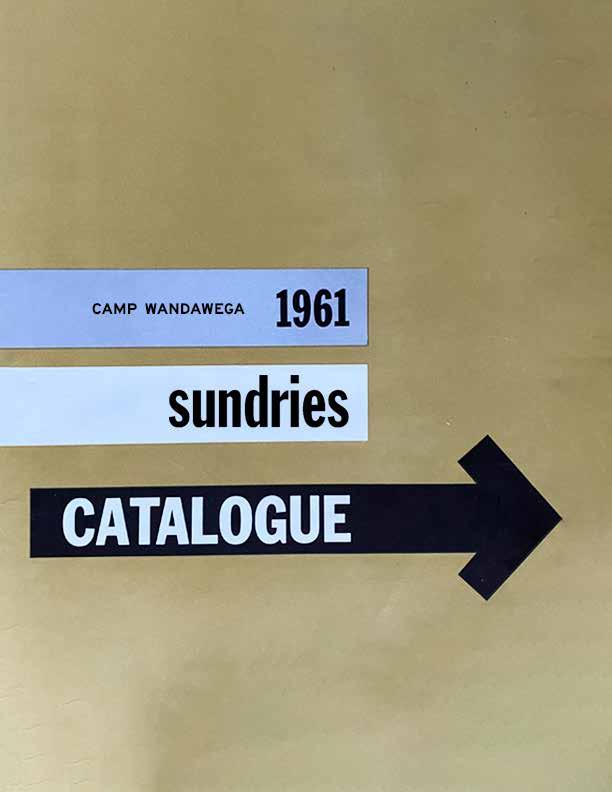 CAMP WANDAWEGA 1961
sundries
CATALOGUE